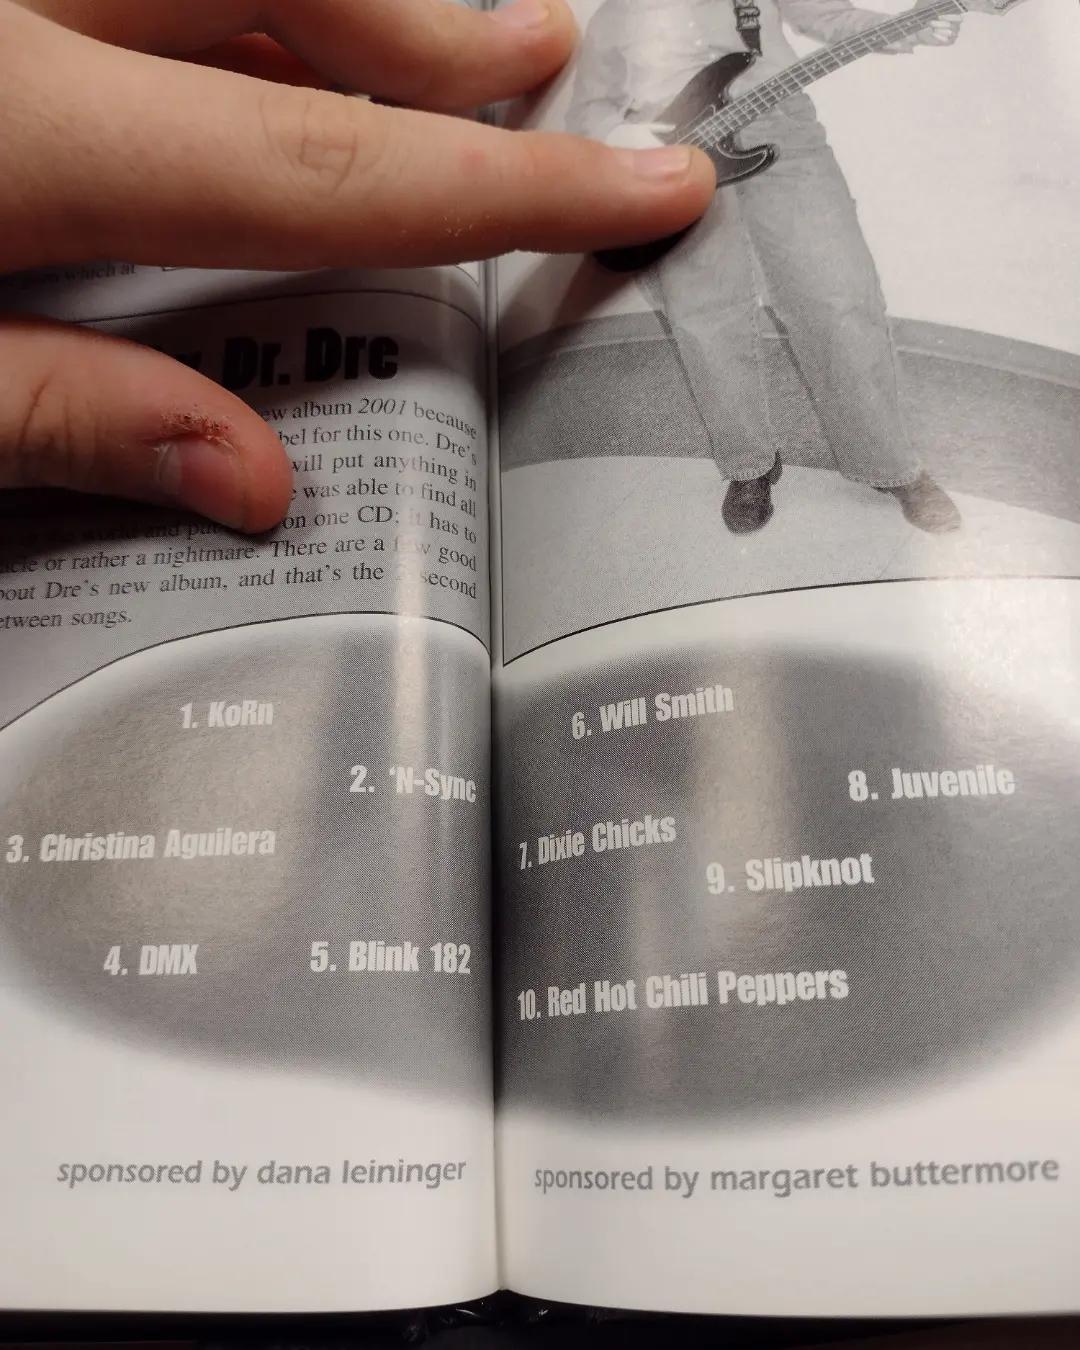 which at
Dr. Dre
ew album 2001 because
bel for this one. Dre's
will put anything in
was able to find all
on one CD: it has to
acle or rather a nightmare. There are a few good
bout Dre's new album, and that's the 2 second
etween songs.
1. KoRn
2. 'N-Sync
3. Christina Aguilera
4. DMX
5. Blink 182
sponsored by dana leininger
6. Will Smith
8. Juvenile
7. Dixie Chicks
9. Slipknot
10. Red Hot Chili Peppers
sponsored by margaret buttermore